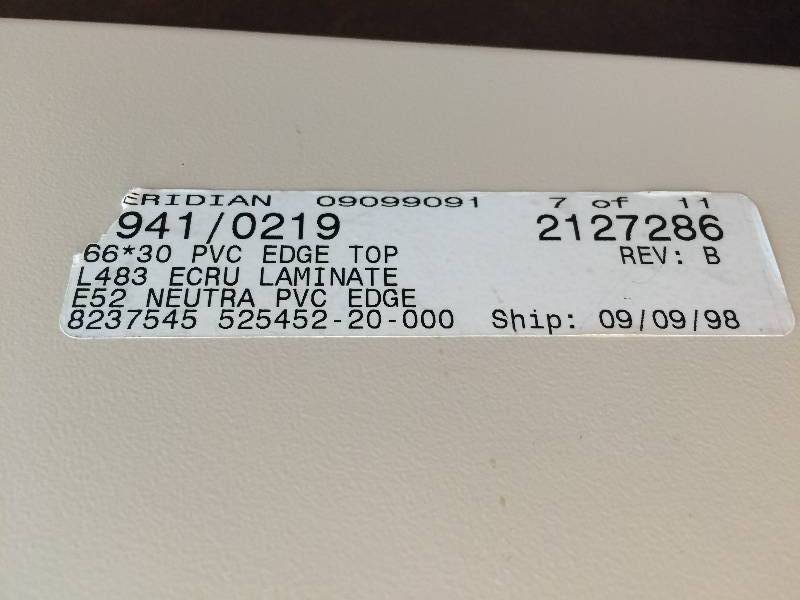 ERIDIAN 09099091 7 of 11
941/0219 2127286
66*30 PVC EDGE TOP REV: B
L483 ECRU LAMINATE
E52 NEUTRA PVC EDGE
8237545 525452-20-000 Ship: 09/09/98